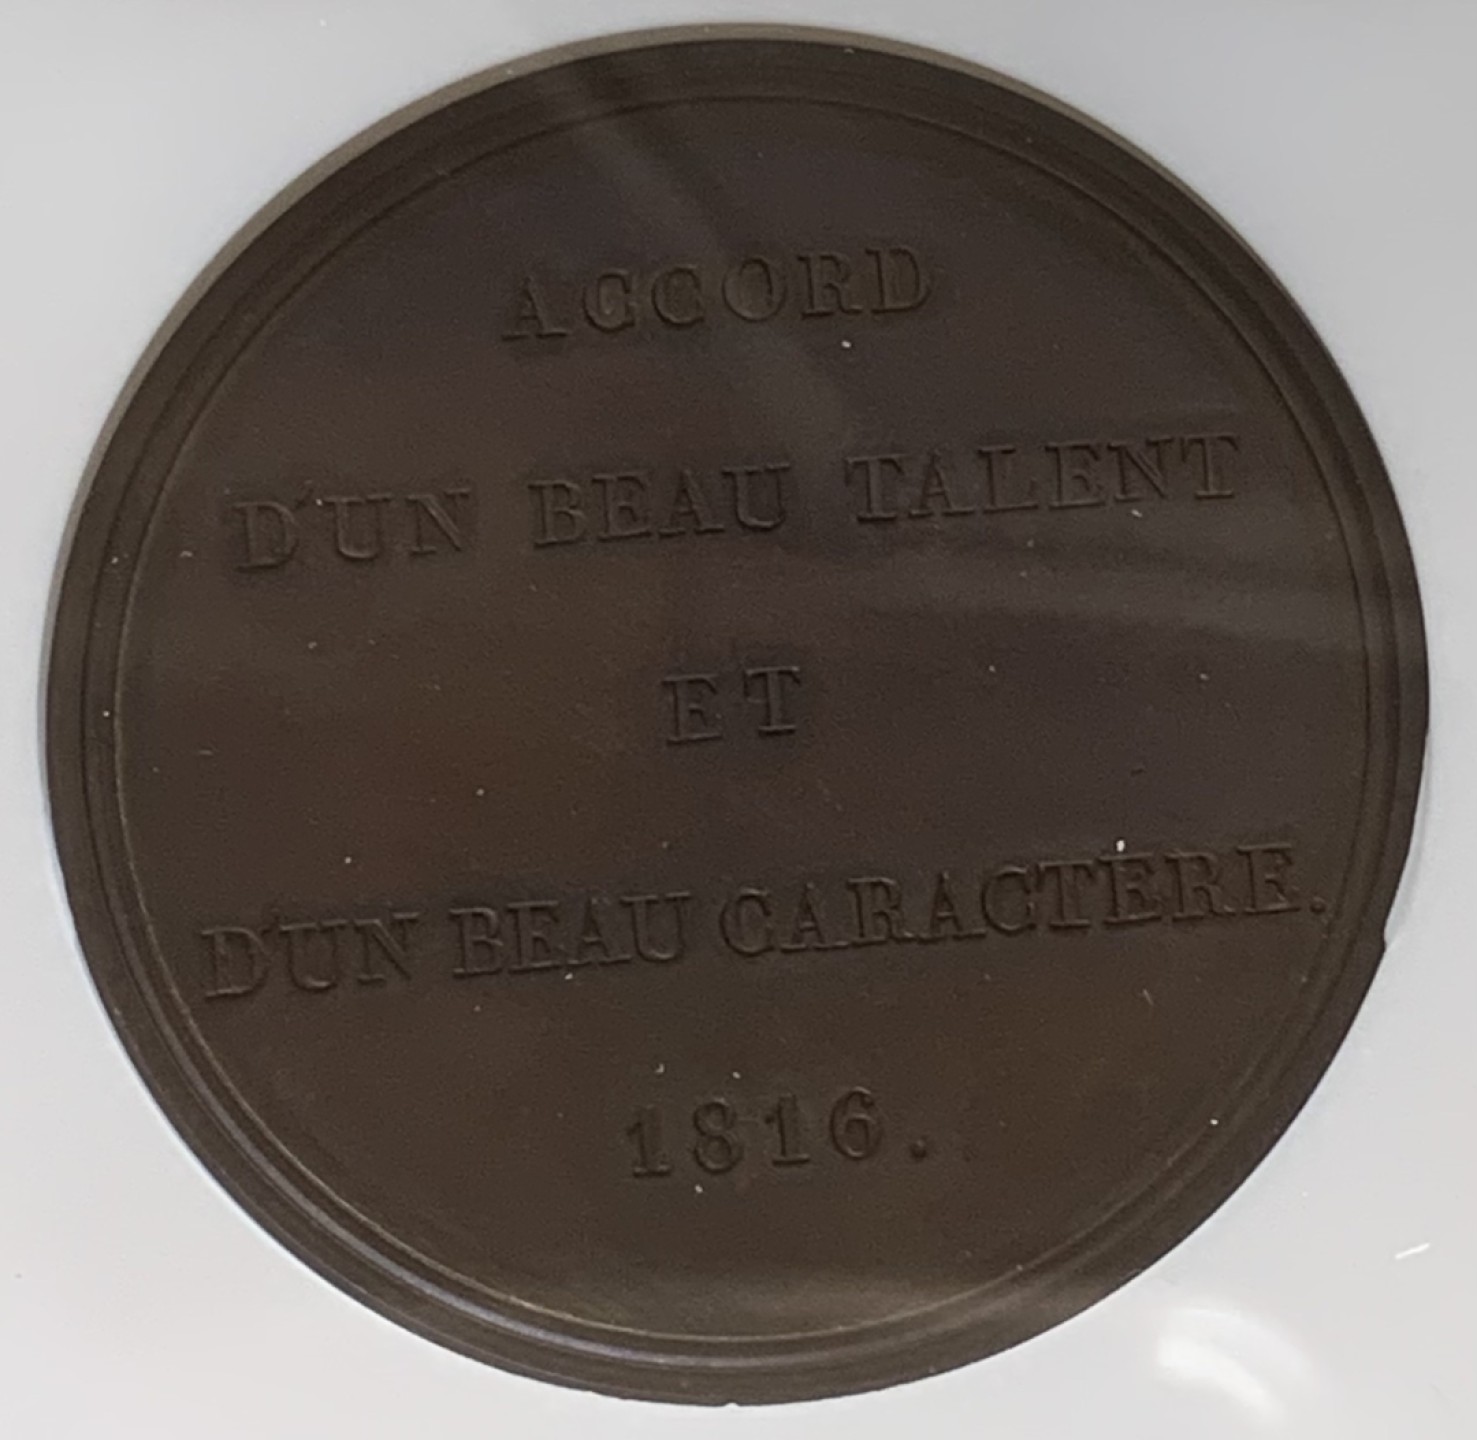 ACCORD
D'UN BEAU TALENT
ET
D'UN BEAU CARACTÈRE.
1816.